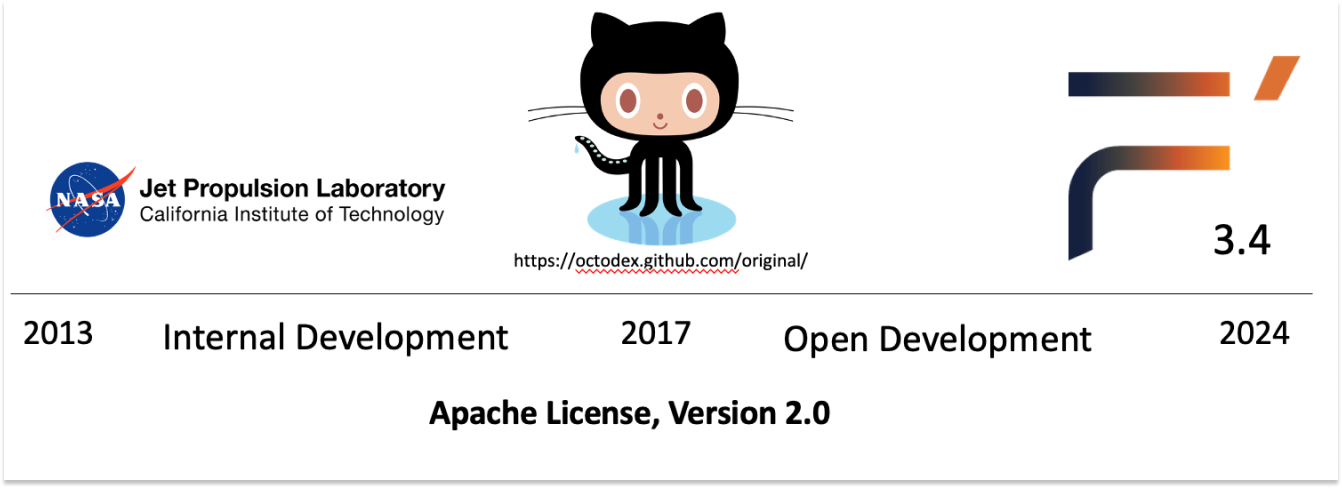 NASA
Jet Propulsion Laboratory
California Institute of Technology
https://octodex.github.com/original/
F´
3.4
2013 Internal Development 2017 Open Development 2024
Apache License, Version 2.0